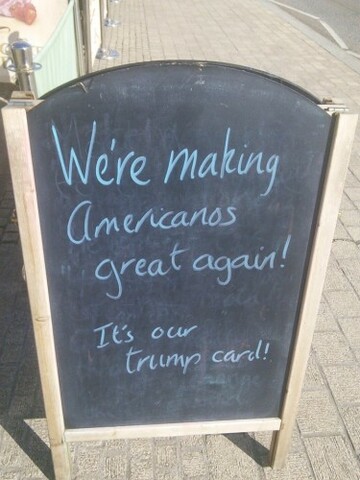 We're making
Americanos
great again!
It's our
trump card!